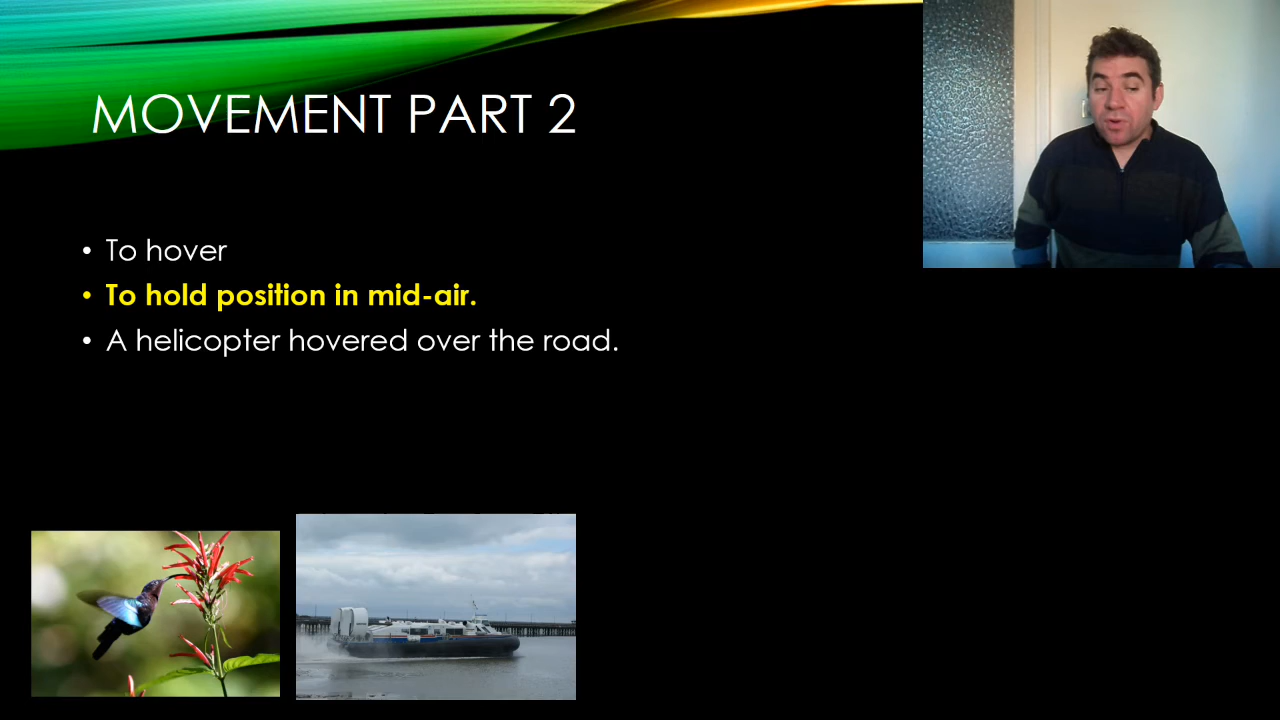 MOVEMENT PART 2
• To hover
• To hold position in mid-air.
• A helicopter hovered over the road.